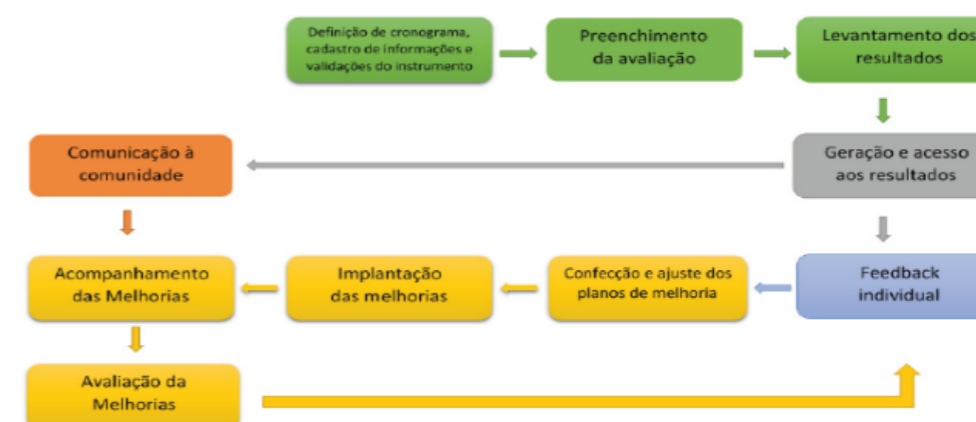 Definição de cronograma,
cadastro de informações e
validações do instrumento
Preenchimento
da avaliação
Levantamento dos
resultados
Comunicação à
comunidade
Geração e acesso
aos resultados
Acompanhamento
das Melhorias
Implantação
das melhorias
Confecção e ajuste dos
planos de melhoria
Feedback
individual
Avaliação da
Melhorias